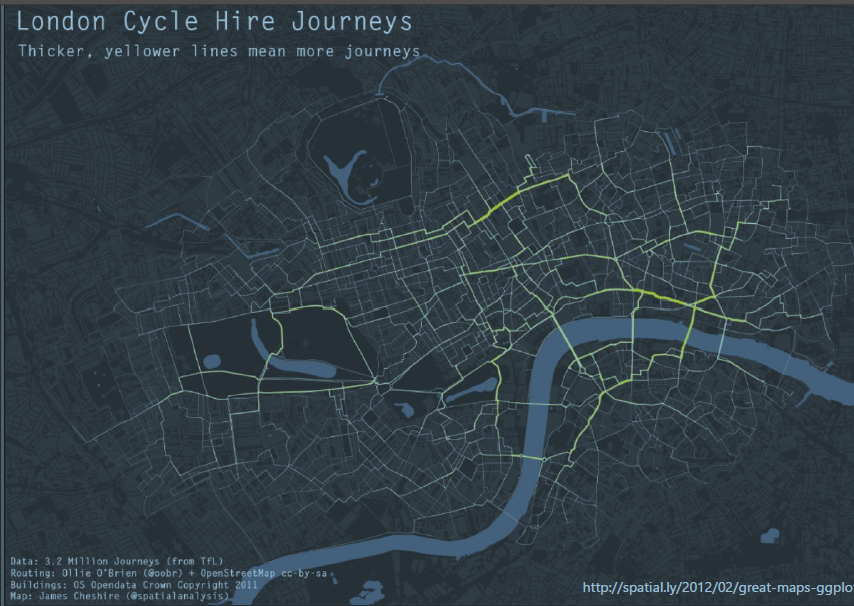 London Cycle Hire Journeys
Thicker, yellower lines mean more journeys
Data: 3.2 Million Journeys (from TfL)
Routing: Ollie O'Brien (@oobr) + OpenStreetMap cc-by-sa
Buildings: OS Opendata Crown Copyright 2011
Map: James Cheshire (@spatialanalysis)
http://spatial.ly/2012/02/great-maps-ggplo